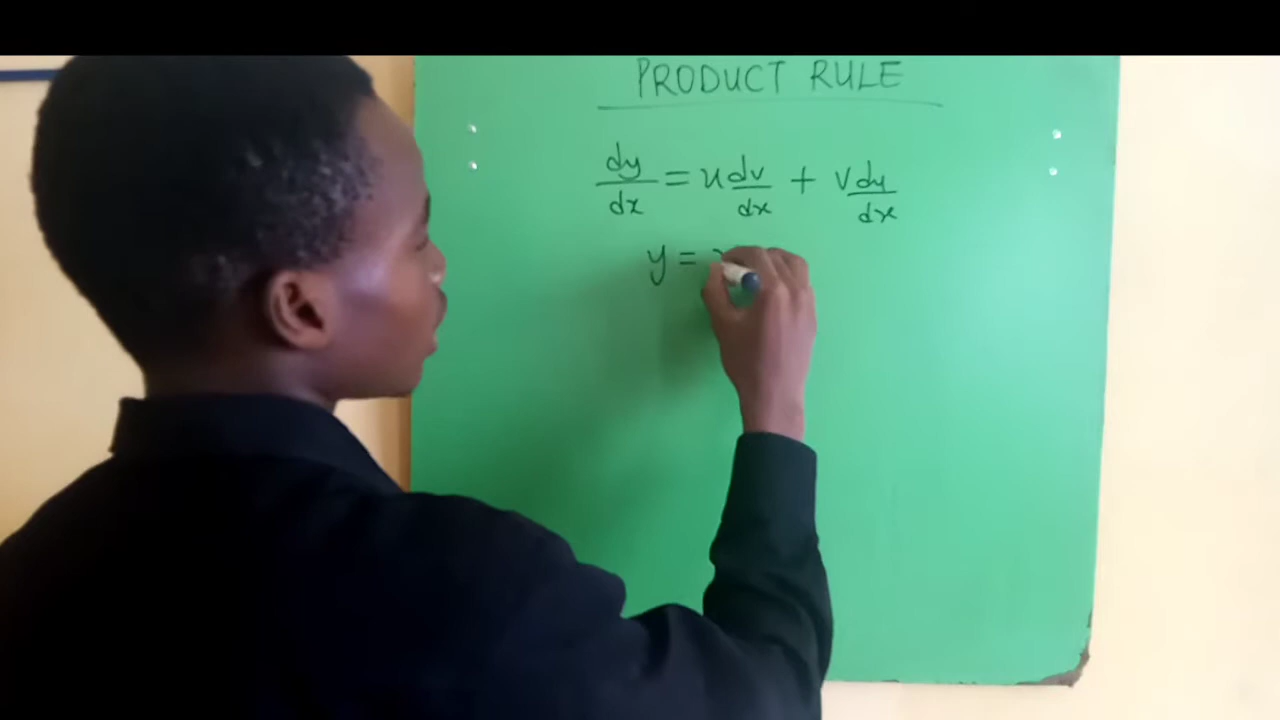 PRODUCT RULE
dy/dx = u dv/dx + v du/dx
y =